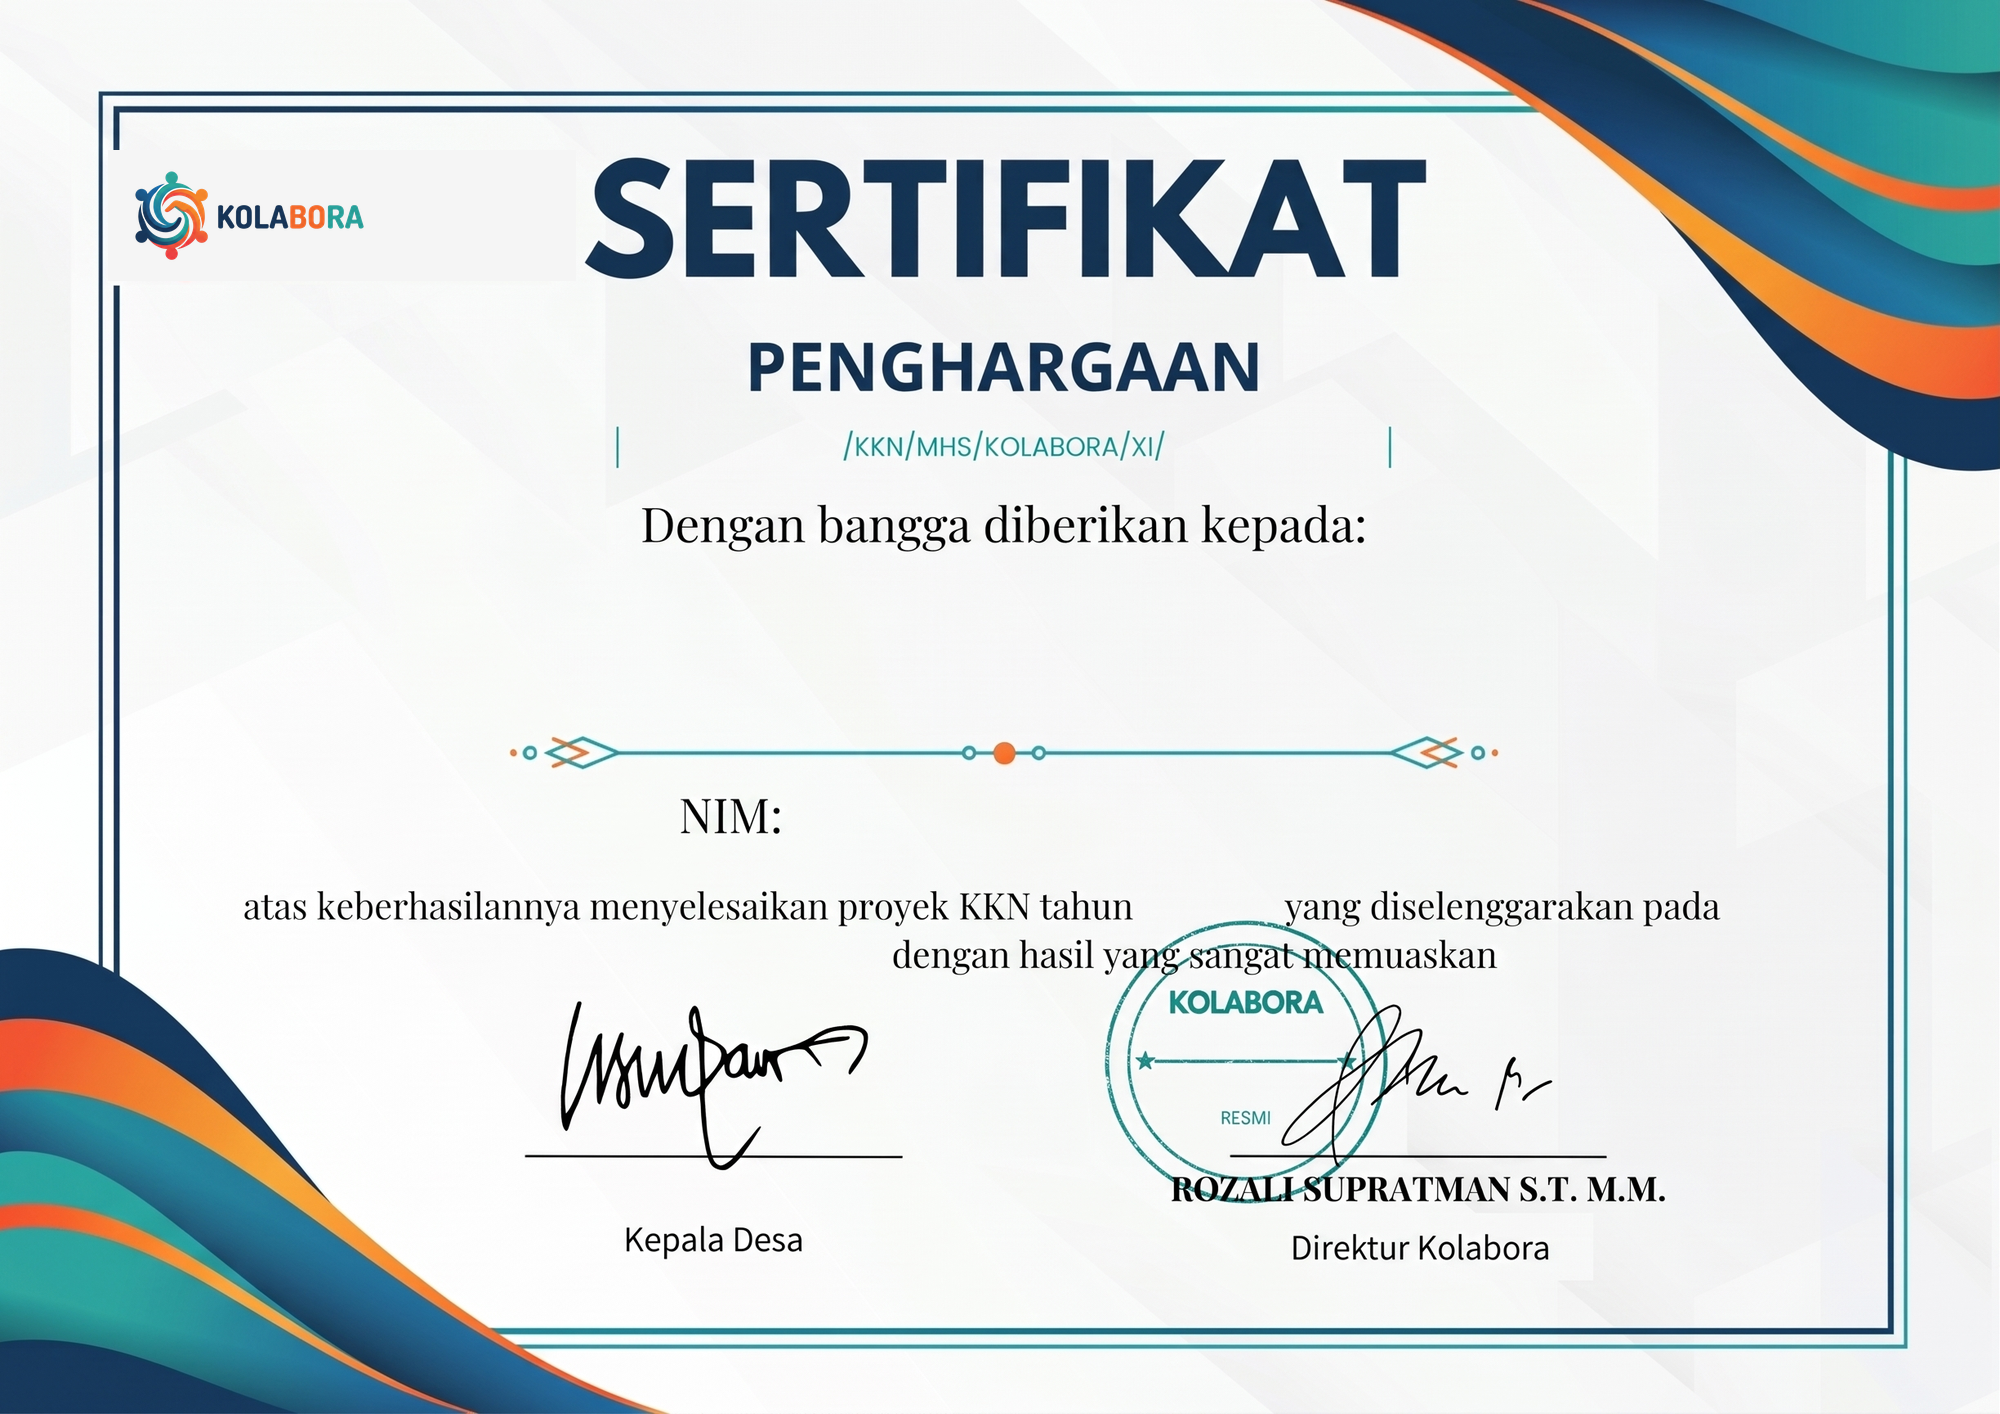 KOLABORA
SERTIFIKAT
PENGHARGAAN
/KKN/MHS/KOLABORA/XI/
Dengan bangga diberikan kepada:
NIM:
atas keberhasilannya menyelesaikan proyek KKN tahun yang diselenggarakan pada
dengan hasil yang sangat memuaskan
KOLABORA
RESMI
ROZALI SUPRATMAN S.T. M.M.
Kepala Desa
Direktur Kolabora